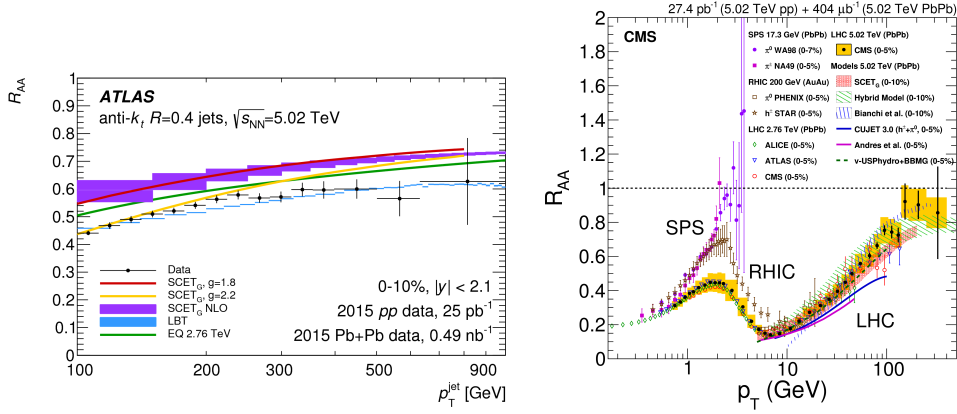 R_AA
1
0.9
0.8
0.7
0.6
0.5
0.4
0.3
0.2
0.1
0
ATLAS
anti-k_t R=0.4 jets, √s_NN=5.02 TeV
Data
SCET_G, g=1.8
SCET_G, g=2.2
SCET_G NLO
LBT
EQ 2.76 TeV
0-10%, |y| < 2.1
2015 pp data, 25 pb⁻¹
2015 Pb+Pb data, 0.49 nb⁻¹
100 200 300 500 900
p_T^jet [GeV]
27.4 pb⁻¹ (5.02 TeV pp) + 404 μb⁻¹ (5.02 TeV PbPb)
R_AA
2
1.8
1.6
1.4
1.2
1.0
0.8
0.6
0.4
0.2
0
CMS
SPS 17.3 GeV (PbPb)
π⁰ WA98 (0-7%)
π± NA49 (0-5%)
RHIC 200 GeV (AuAu)
π⁰ PHENIX (0-5%)
h± STAR (0-5%)
LHC 2.76 TeV (PbPb)
ALICE (0-5%)
ATLAS (0-5%)
CMS (0-5%)
LHC 5.02 TeV (PbPb)
CMS (0-5%)
Models 5.02 TeV (PbPb)
SCET_G (0-10%)
Hybrid Model (0-10%)
Bianchi et al. (0-10%)
CUJET 3.0 (h±+π⁰, 0-5%)
Andres et al. (0-5%)
v-USPhydro+BBMG (0-5%)
SPS
RHIC
LHC
1 10 100
p_T (GeV)